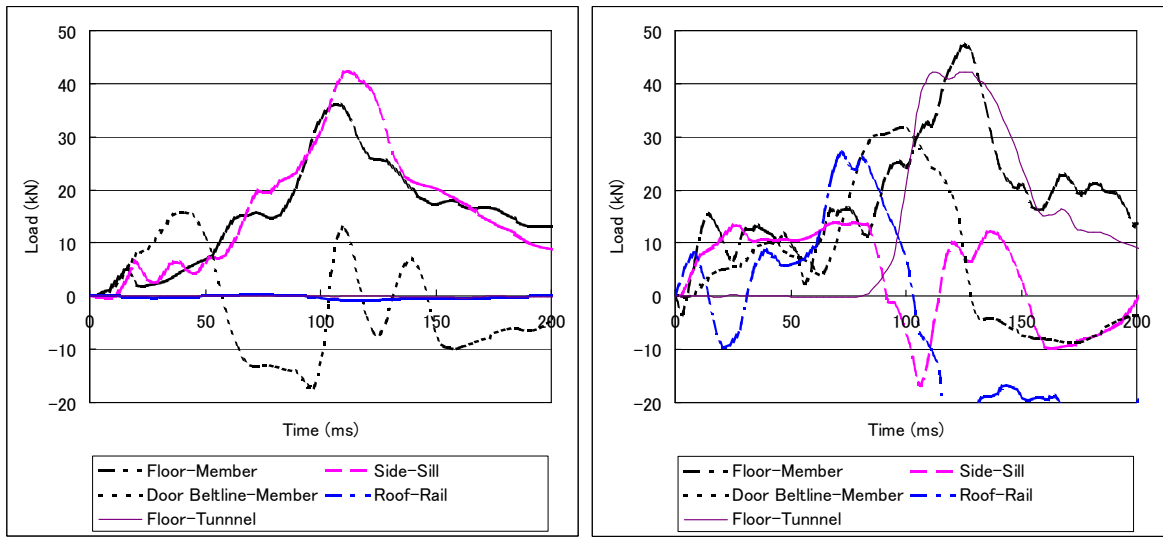 50
40
30
20
10
0
-10
-20
Load (kN)
0 50 100 150 200
Time (ms)
Floor-Member Side-Sill
Door Beltline-Member Roof-Rail
Floor-Tunnnel
50
40
30
20
10
0
-10
-20
Load (kN)
0 50 100 150 200
Time (ms)
Floor-Member Side-Sill
Door Beltline-Member Roof-Rail
Floor-Tunnnel